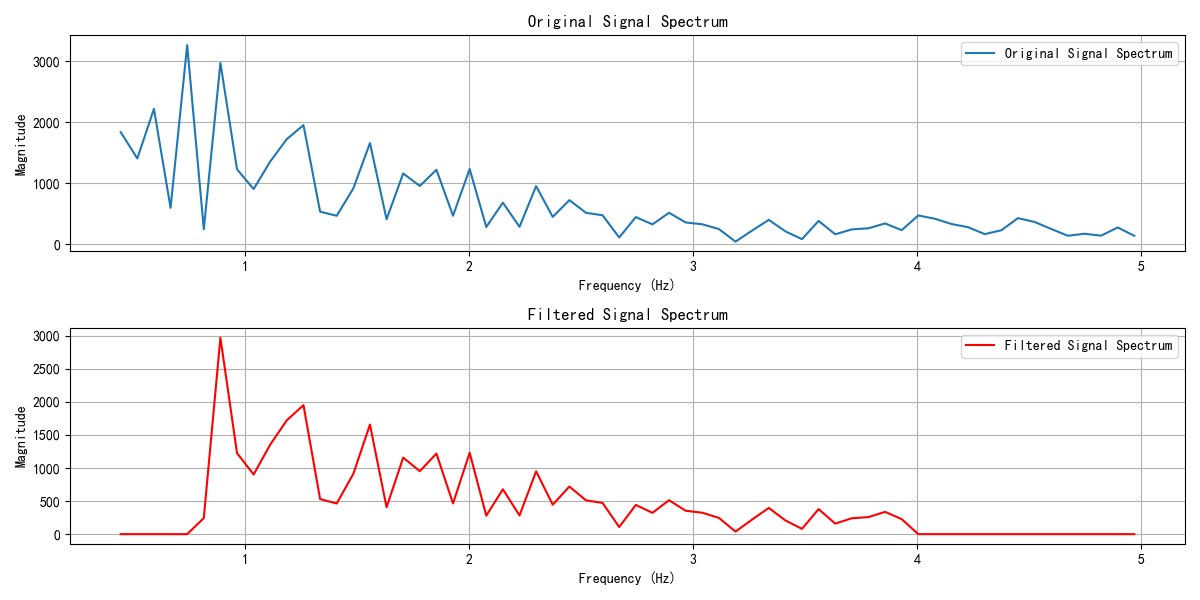 Original Signal Spectrum
Original Signal Spectrum
3000
2000
1000
0
Magnitude
1 2 3 4 5
Frequency (Hz)
Filtered Signal Spectrum
Filtered Signal Spectrum
3000
2500
2000
1500
1000
500
0
Magnitude
1 2 3 4 5
Frequency (Hz)